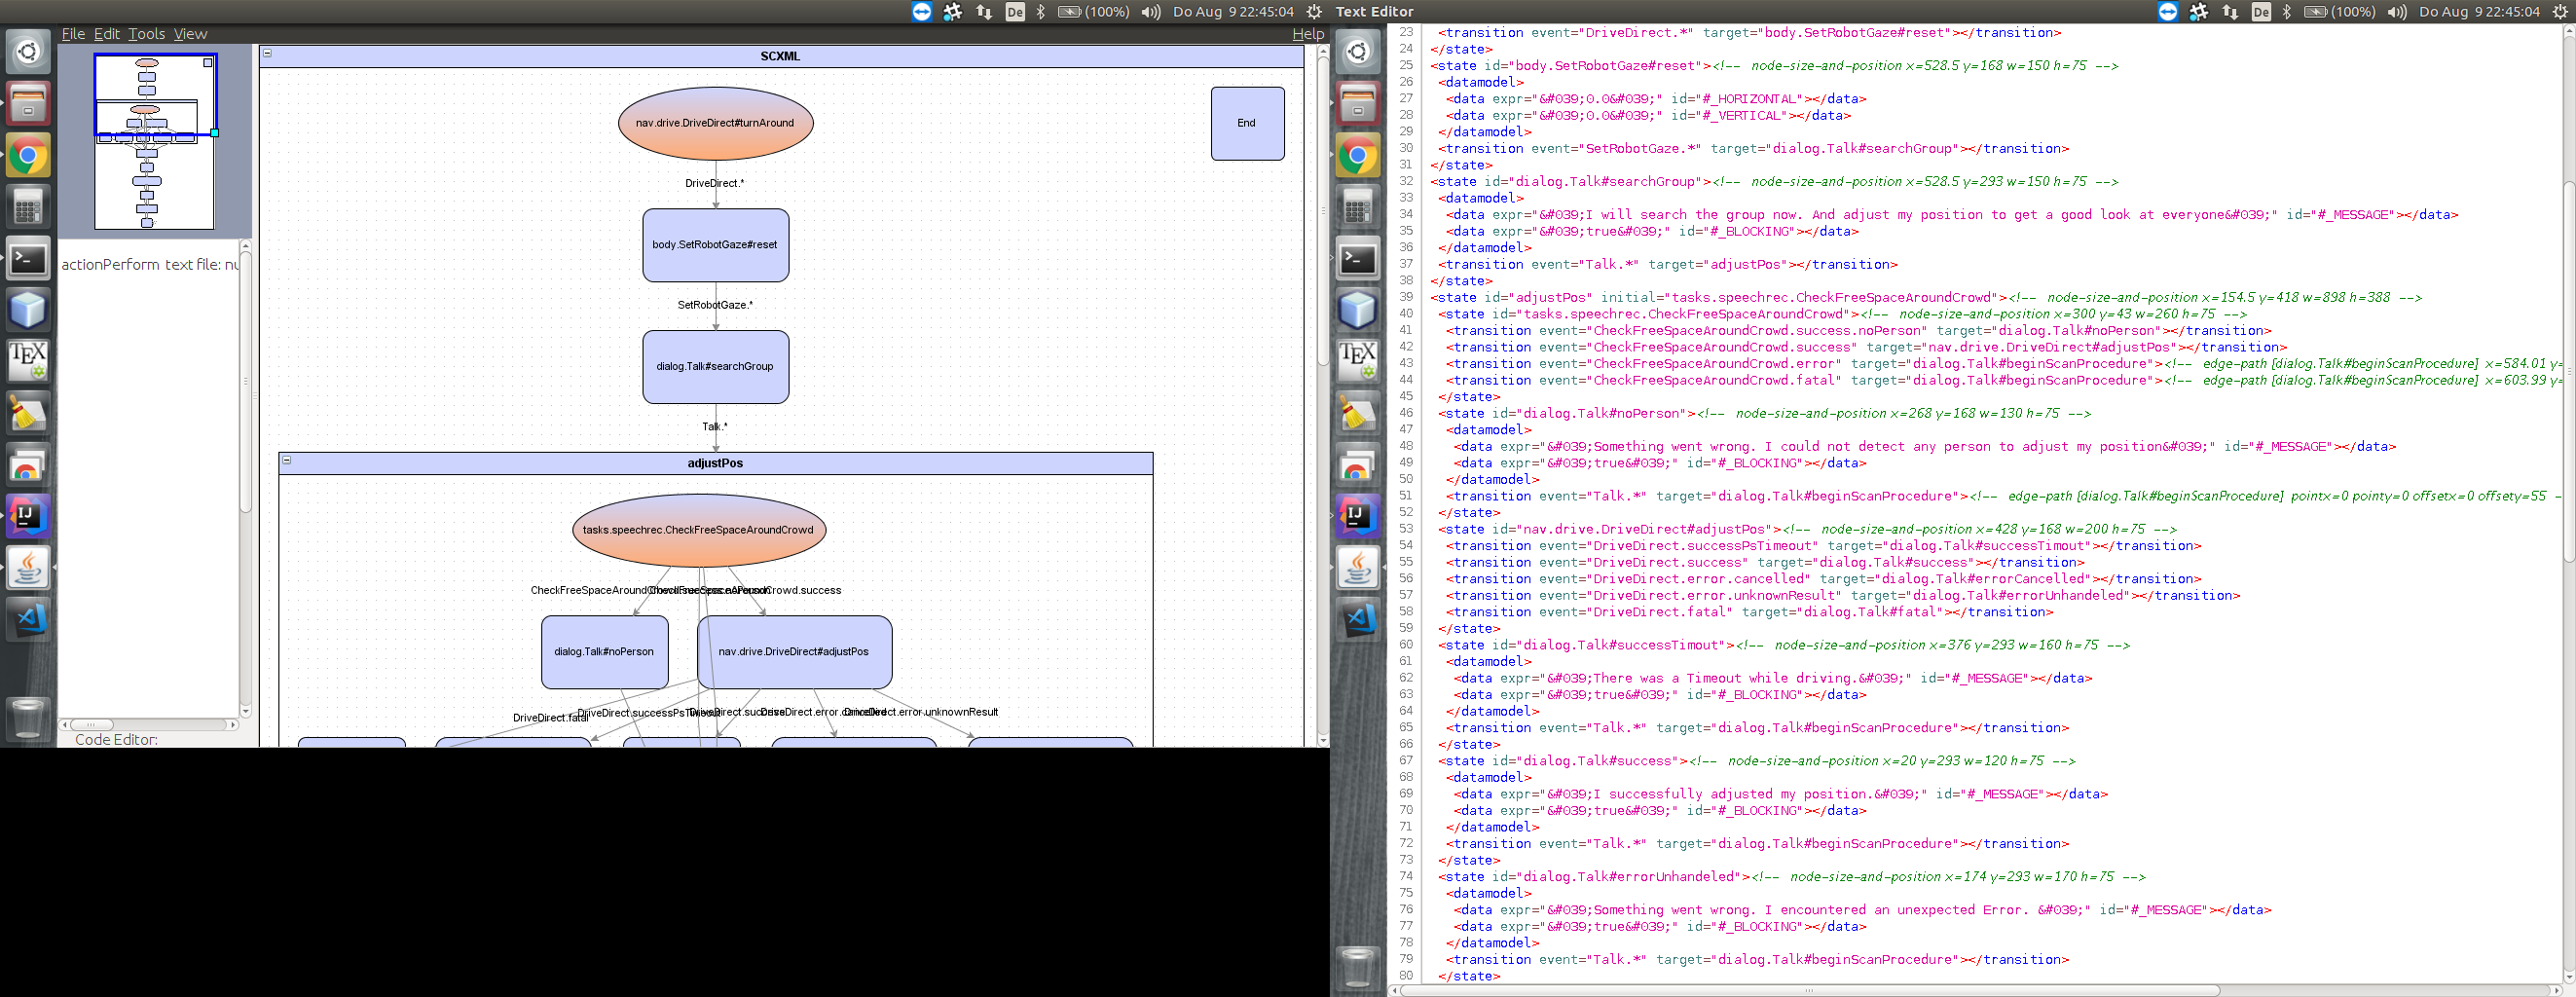 (100%) Do Aug 9 22:45:04
File Edit Tools View Help
SCXML
nav.drive.DriveDirect#turnAround
End
DriveDirect.*
body.SetRobotGaze#reset
SetRobotGaze.*
dialog.Talk#searchGroup
Talk.*
adjustPos
tasks.speechrec.CheckFreeSpaceAroundCrowd
dialog.Talk#noPerson
nav.drive.DriveDirect#adjustPos
DriveDirect.fatal
DriveDirect.error.unknownResult
actionPerform text file: nu
Code Editor:
Text Editor De (100%) Do Aug 9 22:45:04
23 <transition event="DriveDirect.*" target="body.SetRobotGaze#reset"></transition>
24 </state>
25 <state id="body.SetRobotGaze#reset"><!-- node-size-and-position x=528.5 y=168 w=150 h=75 -->
26 <datamodel>
27 <data expr="&#039;0.0&#039;" id="#_HORIZONTAL"></data>
28 <data expr="&#039;0.0&#039;" id="#_VERTICAL"></data>
29 </datamodel>
30 <transition event="SetRobotGaze.*" target="dialog.Talk#searchGroup"></transition>
31 </state>
32 <state id="dialog.Talk#searchGroup"><!-- node-size-and-position x=528.5 y=293 w=150 h=75 -->
33 <datamodel>
34 <data expr="&#039;I will search the group now. And adjust my position to get a good look at everyone&#039;" id="#_MESSAGE"></data>
35 <data expr="&#039;true&#039;" id="#_BLOCKING"></data>
36 </datamodel>
37 <transition event="Talk.*" target="adjustPos"></transition>
38 </state>
39 <state id="adjustPos" initial="tasks.speechrec.CheckFreeSpaceAroundCrowd"><!-- node-size-and-position x=154.5 y=418 w=898 h=388 -->
40 <state id="tasks.speechrec.CheckFreeSpaceAroundCrowd"><!-- node-size-and-position x=300 y=43 w=260 h=75 -->
41 <transition event="CheckFreeSpaceAroundCrowd.success.noPerson" target="dialog.Talk#noPerson"></transition>
42 <transition event="CheckFreeSpaceAroundCrowd.success" target="nav.drive.DriveDirect#adjustPos"></transition>
43 <transition event="CheckFreeSpaceAroundCrowd.error" target="dialog.Talk#beginScanProcedure"><!-- edge-path [dialog.Talk#beginScanProcedure] x=584.01 y=
44 <transition event="CheckFreeSpaceAroundCrowd.fatal" target="dialog.Talk#beginScanProcedure"><!-- edge-path [dialog.Talk#beginScanProcedure] x=603.99 y=
45 </state>
46 <state id="dialog.Talk#noPerson"><!-- node-size-and-position x=268 y=168 w=130 h=75 -->
47 <datamodel>
48 <data expr="&#039;Something went wrong. I could not detect any person to adjust my position&#039;" id="#_MESSAGE"></data>
49 <data expr="&#039;true&#039;" id="#_BLOCKING"></data>
50 </datamodel>
51 <transition event="Talk.*" target="dialog.Talk#beginScanProcedure"><!-- edge-path [dialog.Talk#beginScanProcedure] pointx=0 pointy=0 offsetx=0 offsety=55 -
52 </state>
53 <state id="nav.drive.DriveDirect#adjustPos"><!-- node-size-and-position x=428 y=168 w=200 h=75 -->
54 <transition event="DriveDirect.successPsTimeout" target="dialog.Talk#successTimout"></transition>
55 <transition event="DriveDirect.success" target="dialog.Talk#success"></transition>
56 <transition event="DriveDirect.error.cancelled" target="dialog.Talk#errorCancelled"></transition>
57 <transition event="DriveDirect.error.unknownResult" target="dialog.Talk#errorUnhandeled"></transition>
58 <transition event="DriveDirect.fatal" target="dialog.Talk#fatal"></transition>
59 </state>
60 <state id="dialog.Talk#successTimout"><!-- node-size-and-position x=376 y=293 w=160 h=75 -->
61 <datamodel>
62 <data expr="&#039;There was a Timeout while driving.&#039;" id="#_MESSAGE"></data>
63 <data expr="&#039;true&#039;" id="#_BLOCKING"></data>
64 </datamodel>
65 <transition event="Talk.*" target="dialog.Talk#beginScanProcedure"></transition>
66 </state>
67 <state id="dialog.Talk#success"><!-- node-size-and-position x=20 y=293 w=120 h=75 -->
68 <datamodel>
69 <data expr="&#039;I successfully adjusted my position.&#039;" id="#_MESSAGE"></data>
70 <data expr="&#039;true&#039;" id="#_BLOCKING"></data>
71 </datamodel>
72 <transition event="Talk.*" target="dialog.Talk#beginScanProcedure"></transition>
73 </state>
74 <state id="dialog.Talk#errorUnhandeled"><!-- node-size-and-position x=174 y=293 w=170 h=75 -->
75 <datamodel>
76 <data expr="&#039;Something went wrong. I encountered an unexpected Error. &#039;" id="#_MESSAGE"></data>
77 <data expr="&#039;true&#039;" id="#_BLOCKING"></data>
78 </datamodel>
79 <transition event="Talk.*" target="dialog.Talk#beginScanProcedure"></transition>
80 </state>